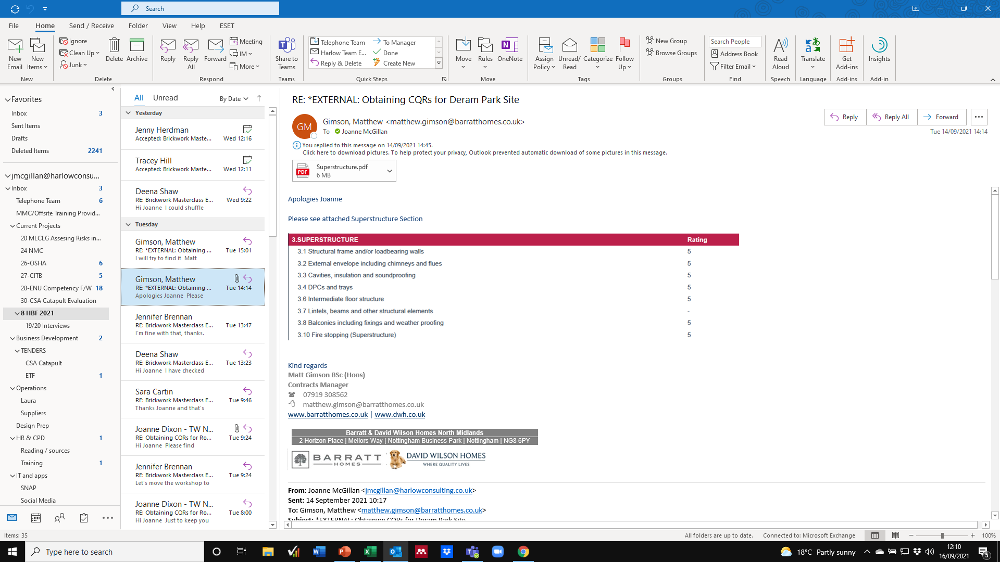 Search
File Home Send / Receive Folder View Help ESET
New Email
New Items
New
Ignore
Clean Up
Junk
Delete
Archive
Delete
Reply
Reply All
Forward
Meeting
IM
More
Respond
Share to Teams
Teams
Telephone Team
Harlow Team E...
Reply & Delete
To Manager
Done
Create New
Quick Steps
Move
Rules
OneNote
Move
Assign Policy
Unread/ Read
Categorize
Follow Up
Tags
New Group
Browse Groups
Groups
Search People
Address Book
Filter Email
Find
Read Aloud
Speech
Translate
Language
Get Add-ins
Add-ins
Insights
Add-in
Favorites
Inbox 3
Sent Items
Drafts
Deleted Items 2241
jmcgillan@harlowconsu...
Inbox 3
Telephone Team 6
MMC/Offsite Training Provid...
Current Projects
20 MLCLG Assesing Risks in...
24 NMC
26-OSHA 6
27-CITB 5
28-ENU Competency F/W 18
30-CSA Catapult Evaluation
8 HBF 2021
19/20 Interviews
Business Development 2
TENDERS
CSA Catapult
ETF 1
Operations
Laura
Suppliers
Design Prep
HR & CPD 1
Reading / sources
Training 1
IT and apps
SNAP
Social Media
All Unread By Date
Yesterday
Jenny Herdman
Accepted: Brickwork Maste... Wed 12:16
Tracey Hill
Accepted: Brickwork Maste... Wed 12:11
Deena Shaw
RE: Brickwork Masterclass E... Wed 9:22
Hi Joanne I could shuffle
Tuesday
Gimson, Matthew
RE: *EXTERNAL: Obtaining ... Tue 15:01
I will try to find it Matt
Gimson, Matthew
RE: *EXTERNAL: Obtaining ... Tue 14:14
Apologies Joanne Please
Jennifer Brennan
RE: Brickwork Masterclass E... Tue 13:47
I'm fine with that, thanks.
Deena Shaw
RE: Brickwork Masterclass E... Tue 13:23
Hi Joanne I have checked
Sara Cartin
RE: Brickwork Masterclass E... Tue 9:46
Thanks Joanne and that's
Joanne Dixon - TW N...
RE: Obtaining CQRs for Ro... Tue 9:24
Hi Joanne Please find
Jennifer Brennan
RE: Brickwork Masterclass E... Tue 9:24
Let's move the workshop to
Joanne Dixon - TW N...
RE: Obtaining CQRs for Ro... Tue 8:00
Hi Joanne Just to keep you
RE: *EXTERNAL: Obtaining CQRs for Deram Park Site
GM
Gimson, Matthew <matthew.gimson@barratthomes.co.uk>
To Joanne McGillan
Reply Reply All Forward
Tue 14/09/2021 14:14
You replied to this message on 14/09/2021 14:45.
Click here to download pictures. To help protect your privacy, Outlook prevented automatic download of some pictures in this message.
PDF
Superstructure.pdf
6 MB
Apologies Joanne
Please see attached Superstructure Section
3.SUPERSTRUCTURE Rating
3.1 Structural frame and/or loadbearing walls 5
3.2 External envelope including chimneys and flues 5
3.3 Cavities, insulation and soundproofing 5
3.4 DPCs and trays 5
3.6 Intermediate floor structure 5
3.7 Lintels, beams and other structural elements -
3.8 Balconies including fixings and weather proofing 5
3.10 Fire stopping (Superstructure) 5
Kind regards
Matt Gimson BSc (Hons)
Contracts Manager
07919 308562
matthew.gimson@barratthomes.co.uk
www.barratthomes.co.uk | www.dwh.co.uk
Barratt & David Wilson Homes North Midlands
2 Horizon Place | Mellors Way | Nottingham Business Park | Nottingham | NG8 6PY
BARRATT
HOMES
DAVID WILSON HOMES
WHERE QUALITY LIVES
From: Joanne McGillan <jmcgillan@harlowconsulting.co.uk>
Sent: 14 September 2021 10:17
To: Gimson, Matthew <matthew.gimson@barratthomes.co.uk>
Subject: *EXTERNAL: Obtaining CQRs for Deram Park Site
Items: 35
All folders are up to date. Connected to: Microsoft Exchange 100%
Type here to search
18°C Partly sunny
12:10
16/09/2021
5